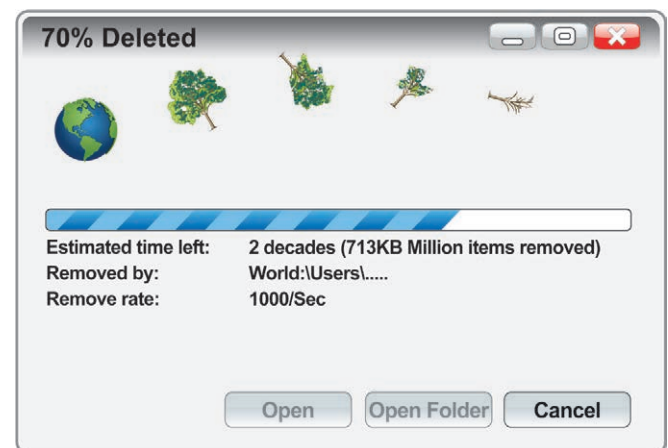 70% Deleted
Estimated time left: 2 decades (713KB Million items removed)
Removed by: World:\Users\.....
Remove rate: 1000/Sec
Open Open Folder Cancel